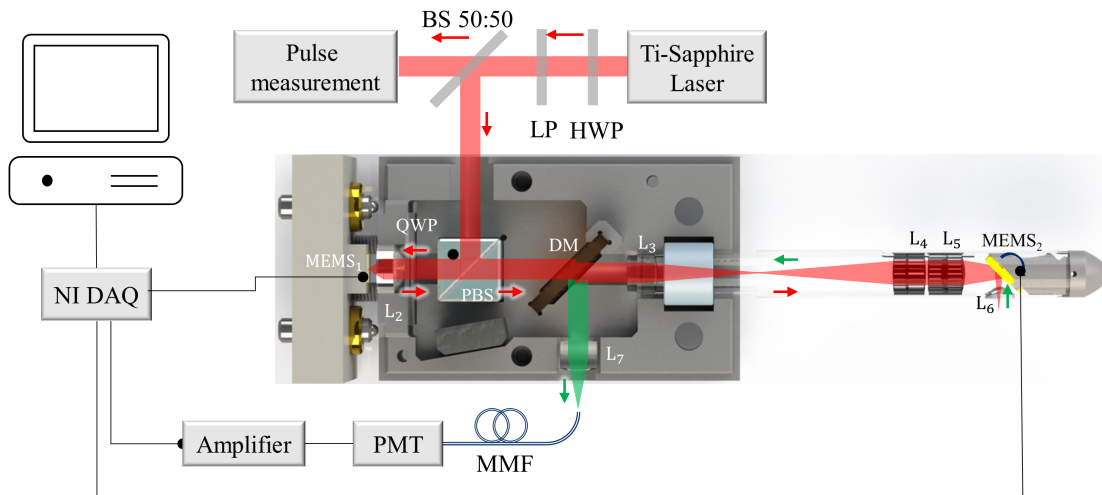 BS 50:50
Pulse
measurement
Ti-Sapphire
Laser
LP
HWP
QWP
DM
L3
L4
L5
MEMS2
MEMS1
NI DAQ
PBS
L2
L6
L7
Amplifier
PMT
MMF